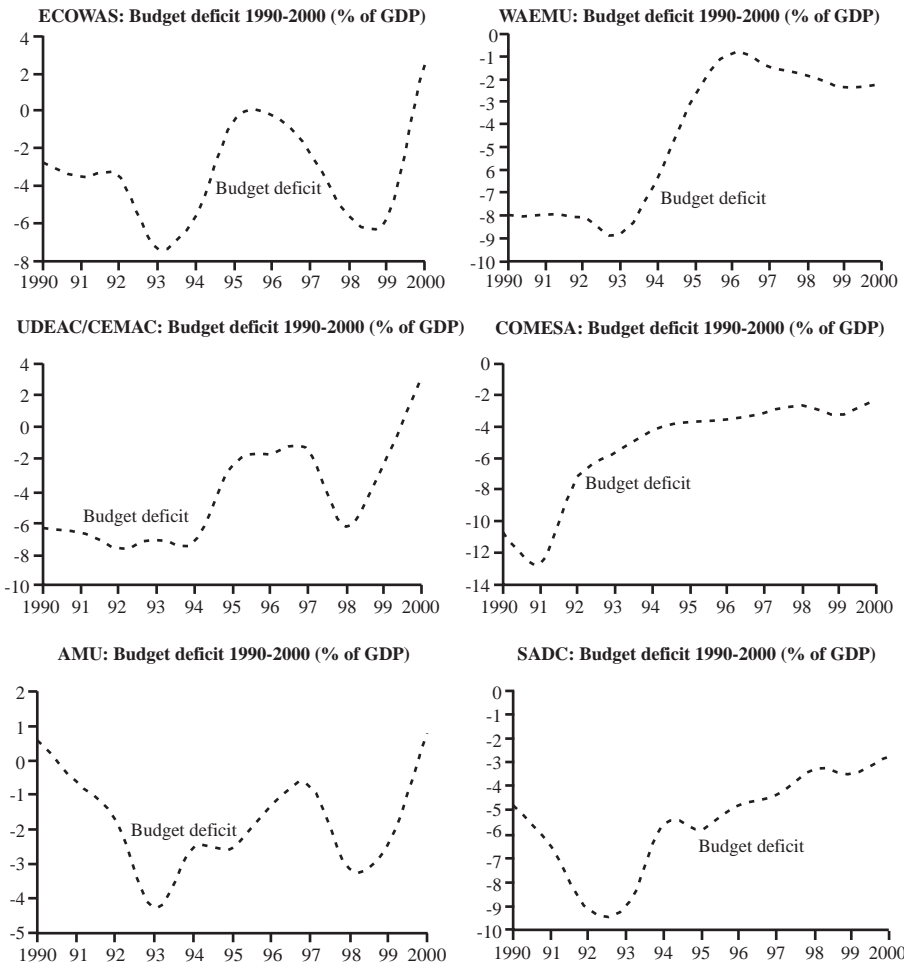 ECOWAS: Budget deficit 1990-2000 (% of GDP)
4
2
0
-2
-4
-6
-8
Budget deficit
1990 91 92 93 94 95 96 97 98 99 2000
WAEMU: Budget deficit 1990-2000 (% of GDP)
0
-1
-2
-3
-4
-5
-6
-7
-8
-9
-10
Budget deficit
1990 91 92 93 94 95 96 97 98 99 2000
UDEAC/CEMAC: Budget deficit 1990-2000 (% of GDP)
4
2
0
-2
-4
-6
-8
-10
Budget deficit
1990 91 92 93 94 95 96 97 98 99 2000
COMESA: Budget deficit 1990-2000 (% of GDP)
0
-2
-4
-6
-8
-10
-12
-14
Budget deficit
1990 91 92 93 94 95 96 97 98 99 2000
AMU: Budget deficit 1990-2000 (% of GDP)
2
1
0
-1
-2
-3
-4
-5
Budget deficit
1990 91 92 93 94 95 96 97 98 99 2000
SADC: Budget deficit 1990-2000 (% of GDP)
0
-1
-2
-3
-4
-5
-6
-7
-8
-9
-10
Budget deficit
1990 91 92 93 94 95 96 97 98 99 2000